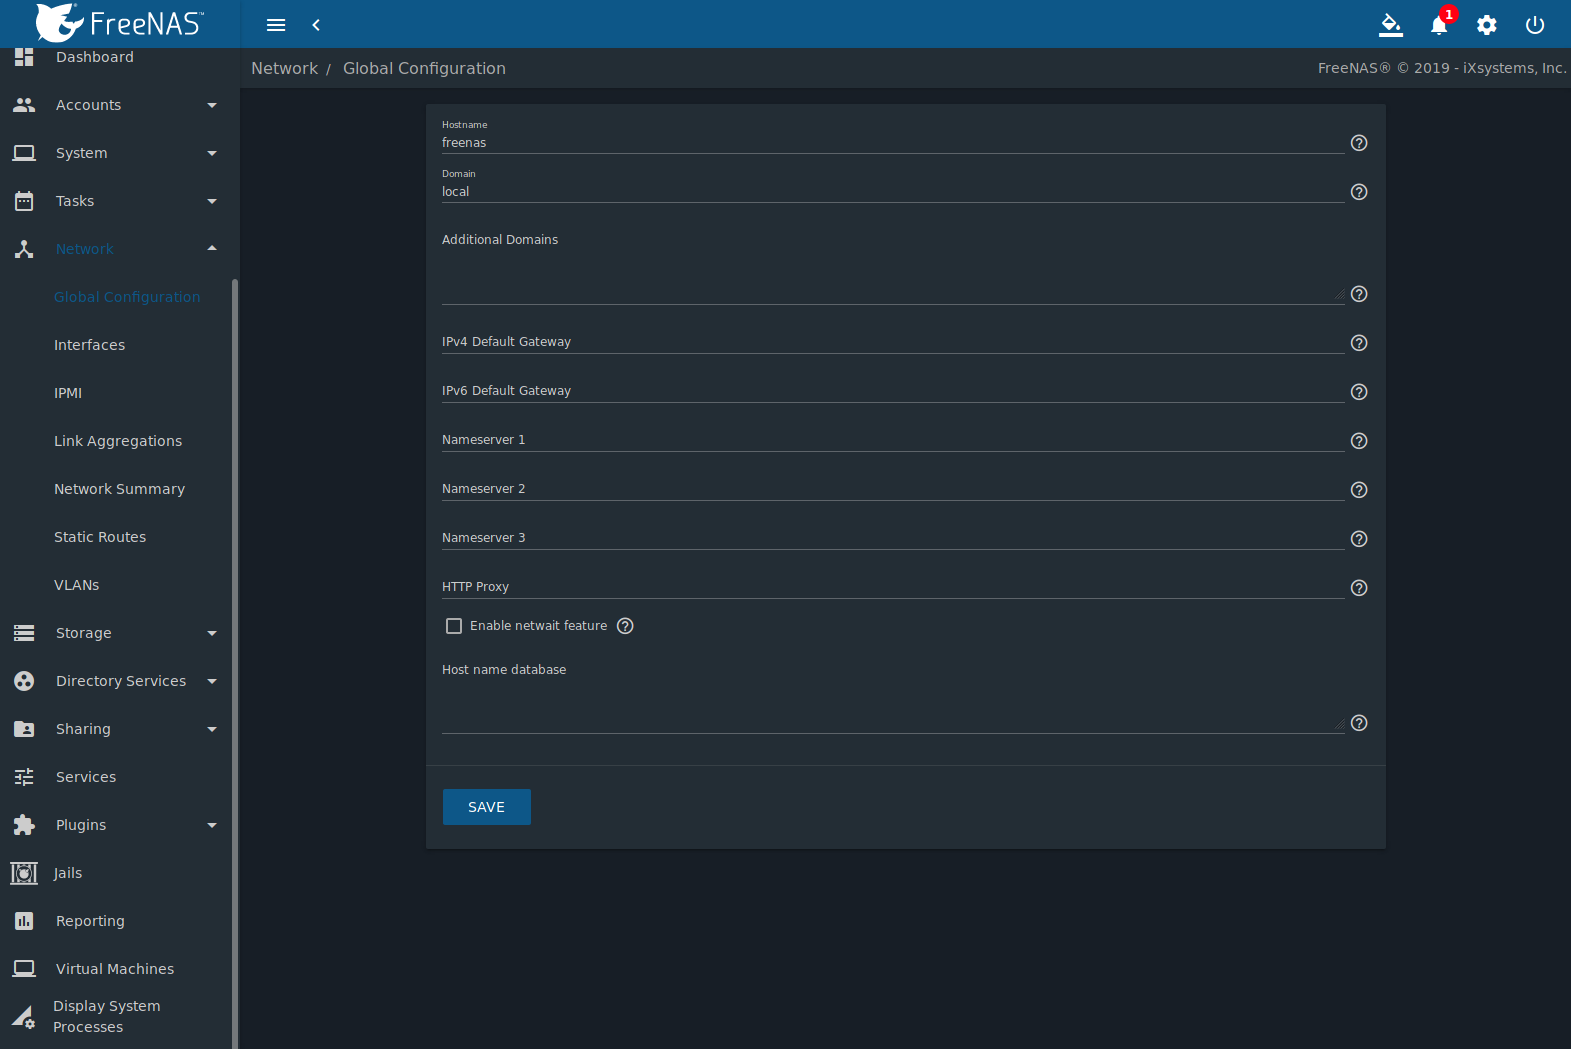 FreeNAS™
1
Network / Global Configuration
FreeNAS® © 2019 - iXsystems, Inc.
Dashboard
Accounts
System
Tasks
Network
Global Configuration
Interfaces
IPMI
Link Aggregations
Network Summary
Static Routes
VLANs
Storage
Directory Services
Sharing
Services
Plugins
Jails
Reporting
Virtual Machines
Display System
Processes
Hostname
freenas
Domain
local
Additional Domains
IPv4 Default Gateway
IPv6 Default Gateway
Nameserver 1
Nameserver 2
Nameserver 3
HTTP Proxy
Enable netwait feature
Host name database
SAVE